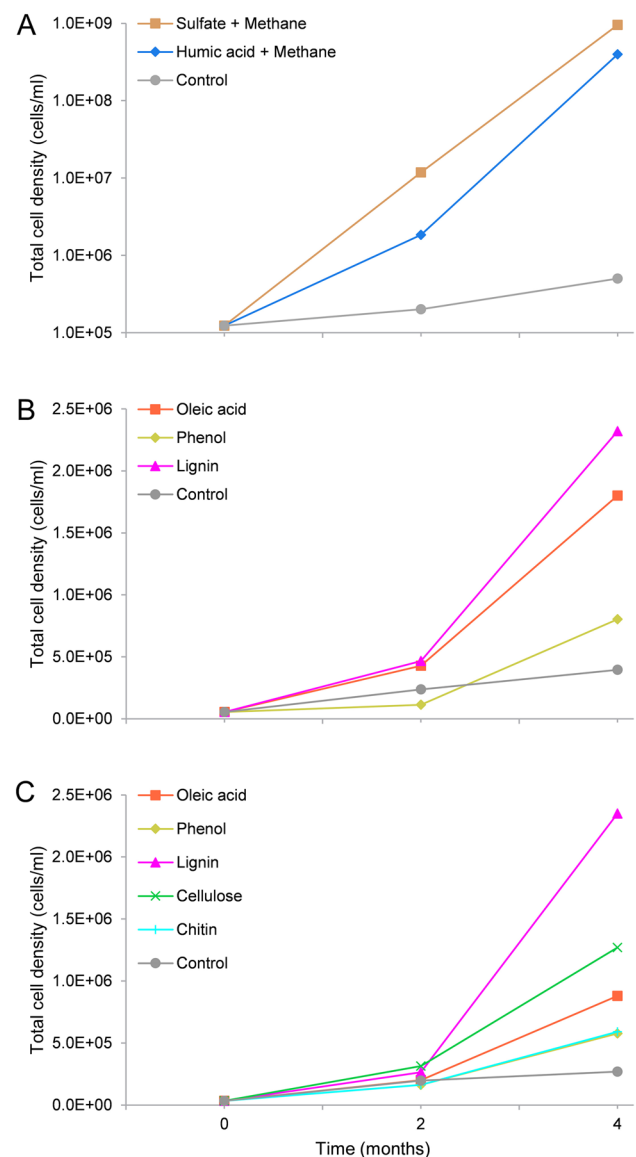 A
Sulfate + Methane
Humic acid + Methane
Control
1.0E+09
1.0E+08
1.0E+07
1.0E+06
1.0E+05
Total cell density (cells/ml)
B
Oleic acid
Phenol
Lignin
Control
2.5E+06
2.0E+06
1.5E+06
1.0E+06
5.0E+05
0.0E+00
Total cell density (cells/ml)
C
Oleic acid
Phenol
Lignin
Cellulose
Chitin
Control
2.5E+06
2.0E+06
1.5E+06
1.0E+06
5.0E+05
0.0E+00
Total cell density (cells/ml)
0 2 4
Time (months)